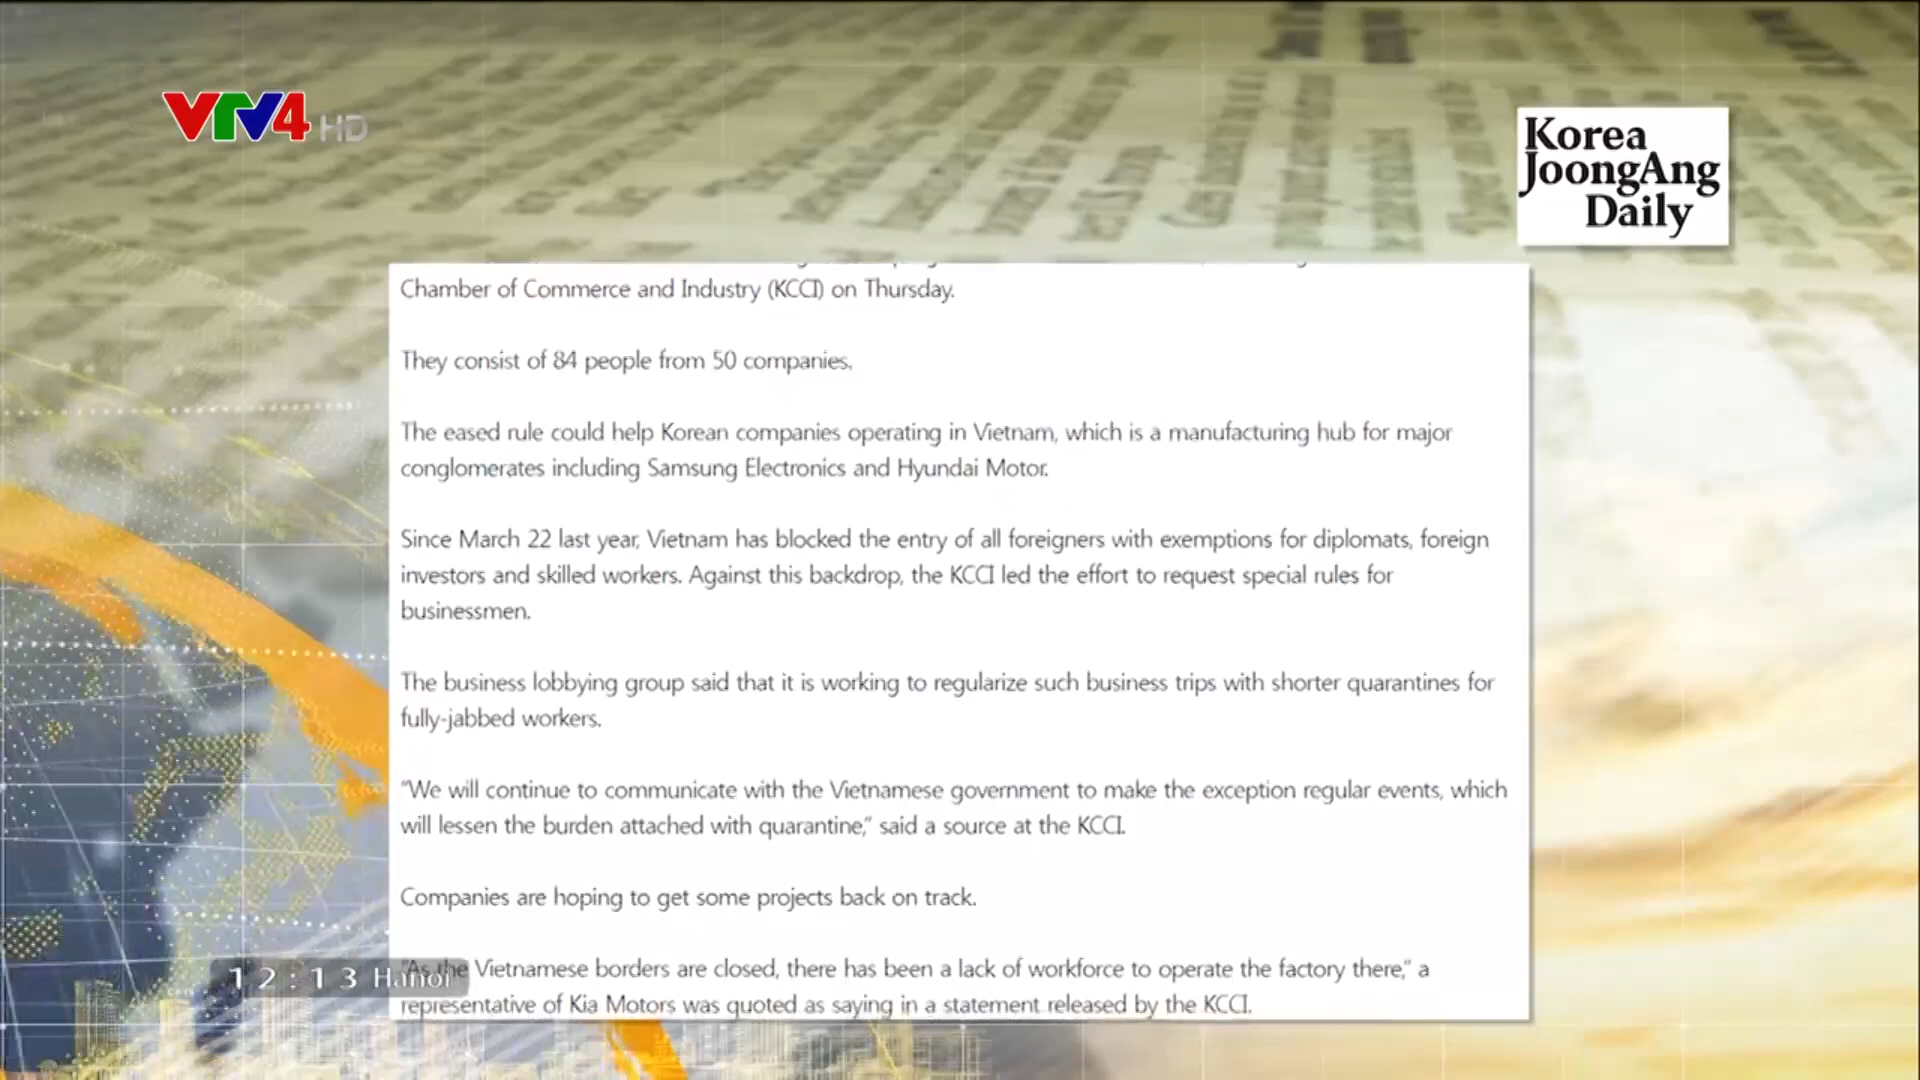 VTV4 HD
Korea
JoongAng
Daily
Chamber of Commerce and Industry (KCCI) on Thursday.
They consist of 84 people from 50 companies.
The eased rule could help Korean companies operating in Vietnam, which is a manufacturing hub for major
conglomerates including Samsung Electronics and Hyundai Motor.
Since March 22 last year, Vietnam has blocked the entry of all foreigners with exemptions for diplomats, foreign
investors and skilled workers. Against this backdrop, the KCCI led the effort to request special rules for
businessmen.
The business lobbying group said that it is working to regularize such business trips with shorter quarantines for
fully-jabbed workers.
“We will continue to communicate with the Vietnamese government to make the exception regular events, which
will lessen the burden attached with quarantine,” said a source at the KCCI.
Companies are hoping to get some projects back on track.
“As the Vietnamese borders are closed, there has been a lack of workforce to operate the factory there,” a
representative of Kia Motors was quoted as saying in a statement released by the KCCI.
12:13 Hanoi